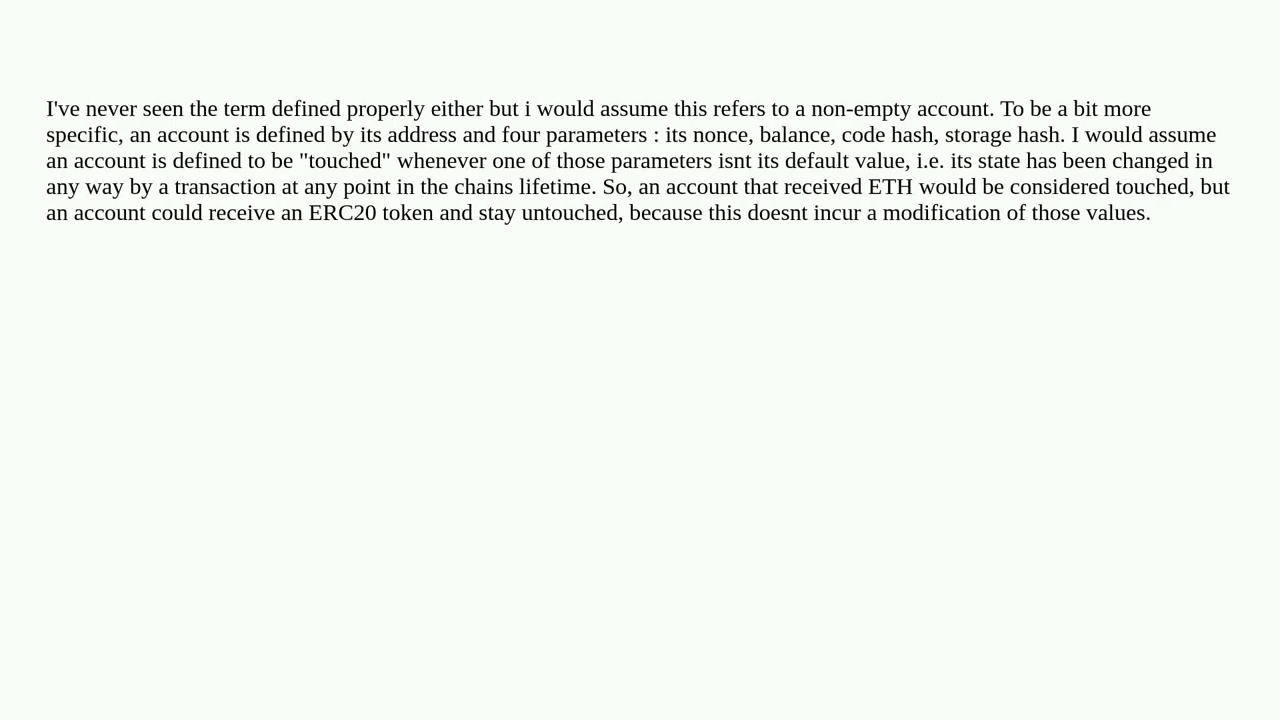 I've never seen the term defined properly either but i would assume this refers to a non-empty account. To be a bit more
specific, an account is defined by its address and four parameters : its nonce, balance, code hash, storage hash. I would assume
an account is defined to be "touched" whenever one of those parameters isnt its default value, i.e. its state has been changed in
any way by a transaction at any point in the chains lifetime. So, an account that received ETH would be considered touched, but
an account could receive an ERC20 token and stay untouched, because this doesnt incur a modification of those values.